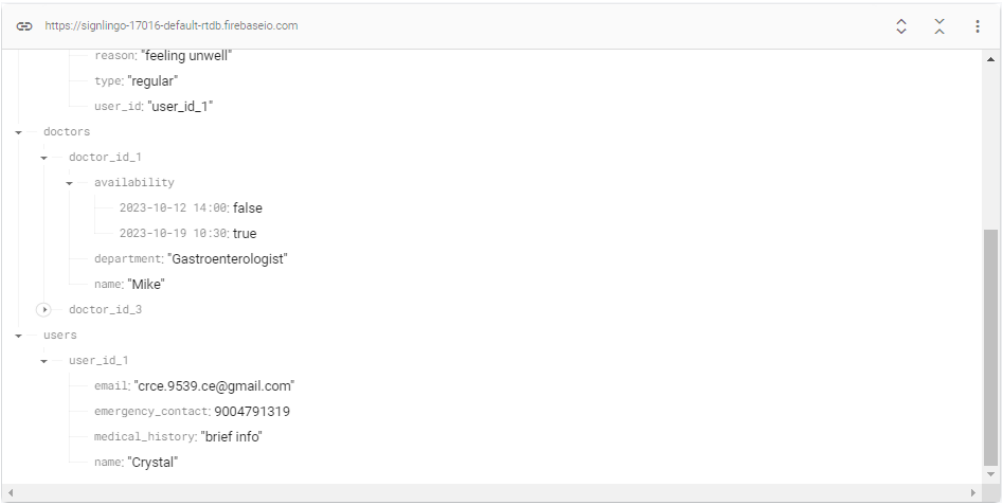 https://signlingo-17016-default-rtdb.firebaseio.com
reason: "feeling unwell"
type: "regular"
user_id: "user_id_1"
doctors
doctor_id_1
availability
2023-10-12 14:00: false
2023-10-19 10:30: true
department: "Gastroenterologist"
name: "Mike"
doctor_id_3
users
user_id_1
email: "crce.9539.ce@gmail.com"
emergency_contact: 9004791319
medical_history: "brief info"
name: "Crystal"